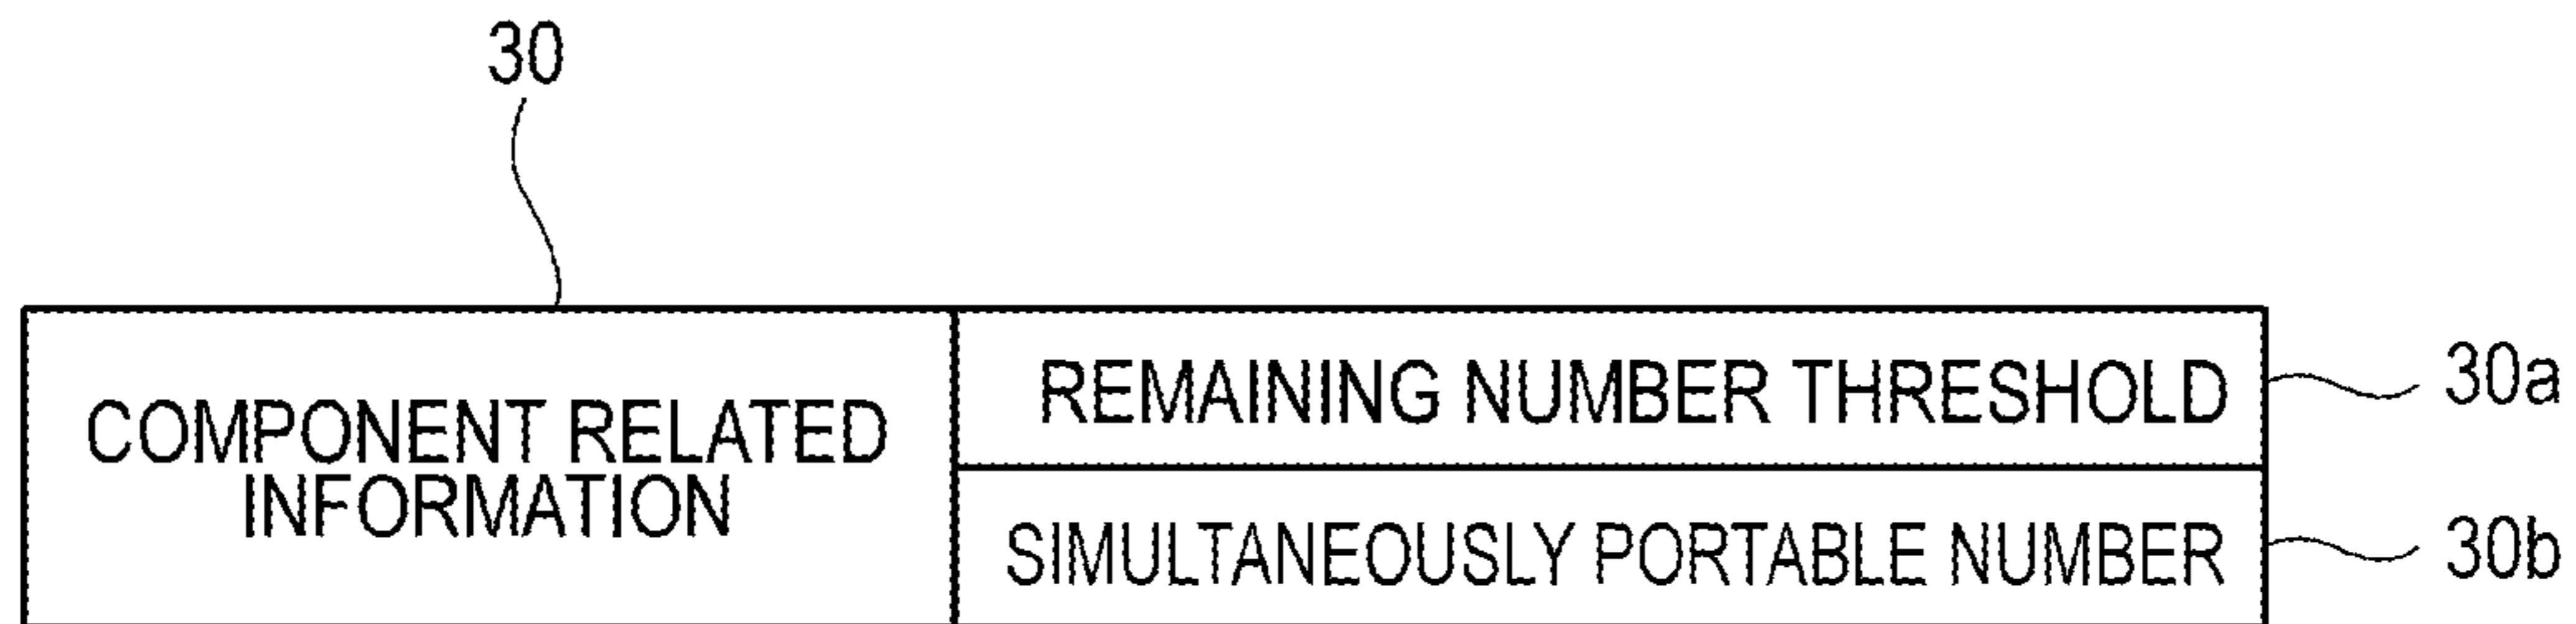 30
COMPONENT RELATED
INFORMATION
REMAINING NUMBER THRESHOLD
30a
SIMULTANEOUSLY PORTABLE NUMBER
30b